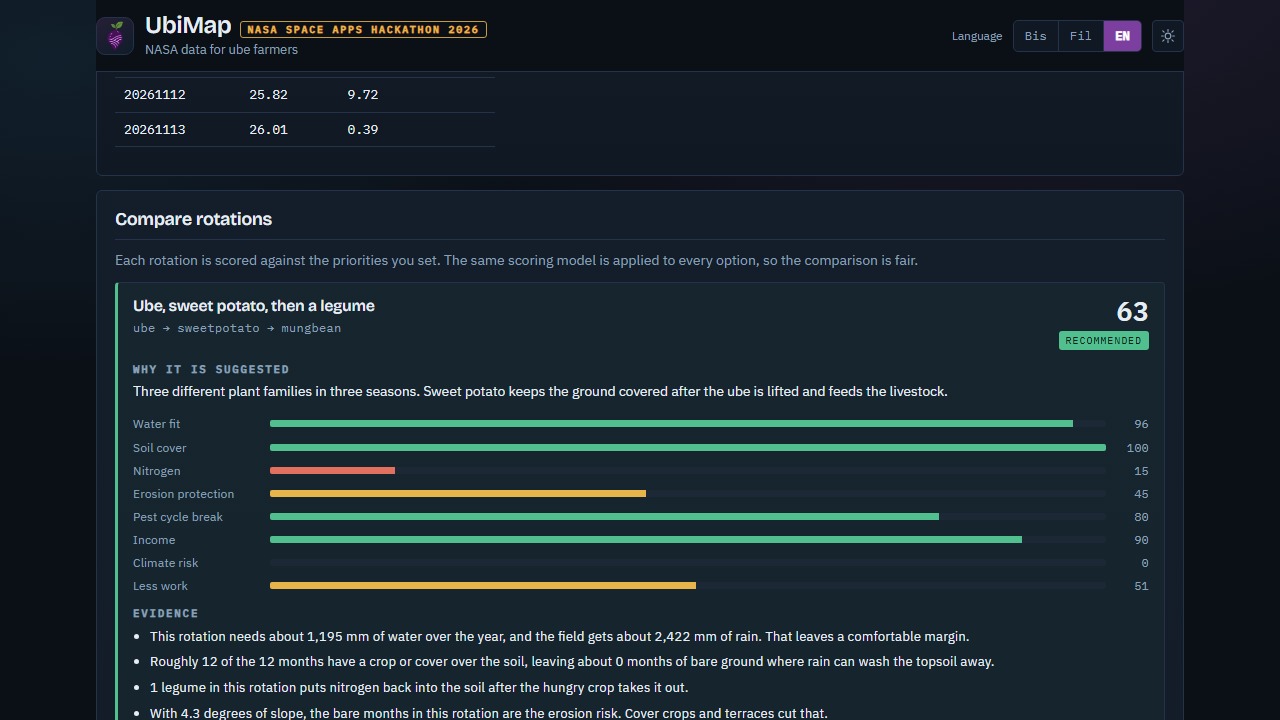 UbiMap NASA SPACE APPS HACKATHON 2026
NASA data for ube farmers
Language Bis Fil EN
20261112 25.82 9.72
20261113 26.01 0.39
Compare rotations
Each rotation is scored against the priorities you set. The same scoring model is applied to every option, so the comparison is fair.
Ube, sweet potato, then a legume
ube → sweetpotato → mungbean
63
RECOMMENDED
WHY IT IS SUGGESTED
Three different plant families in three seasons. Sweet potato keeps the ground covered after the ube is lifted and feeds the livestock.
Water fit 96
Soil cover 100
Nitrogen 15
Erosion protection 45
Pest cycle break 80
Income 90
Climate risk 0
Less work 51
EVIDENCE
• This rotation needs about 1,195 mm of water over the year, and the field gets about 2,422 mm of rain. That leaves a comfortable margin.
• Roughly 12 of the 12 months have a crop or cover over the soil, leaving about 0 months of bare ground where rain can wash the topsoil away.
• 1 legume in this rotation puts nitrogen back into the soil after the hungry crop takes it out.
• With 4.3 degrees of slope, the bare months in this rotation are the erosion risk. Cover crops and terraces cut that.